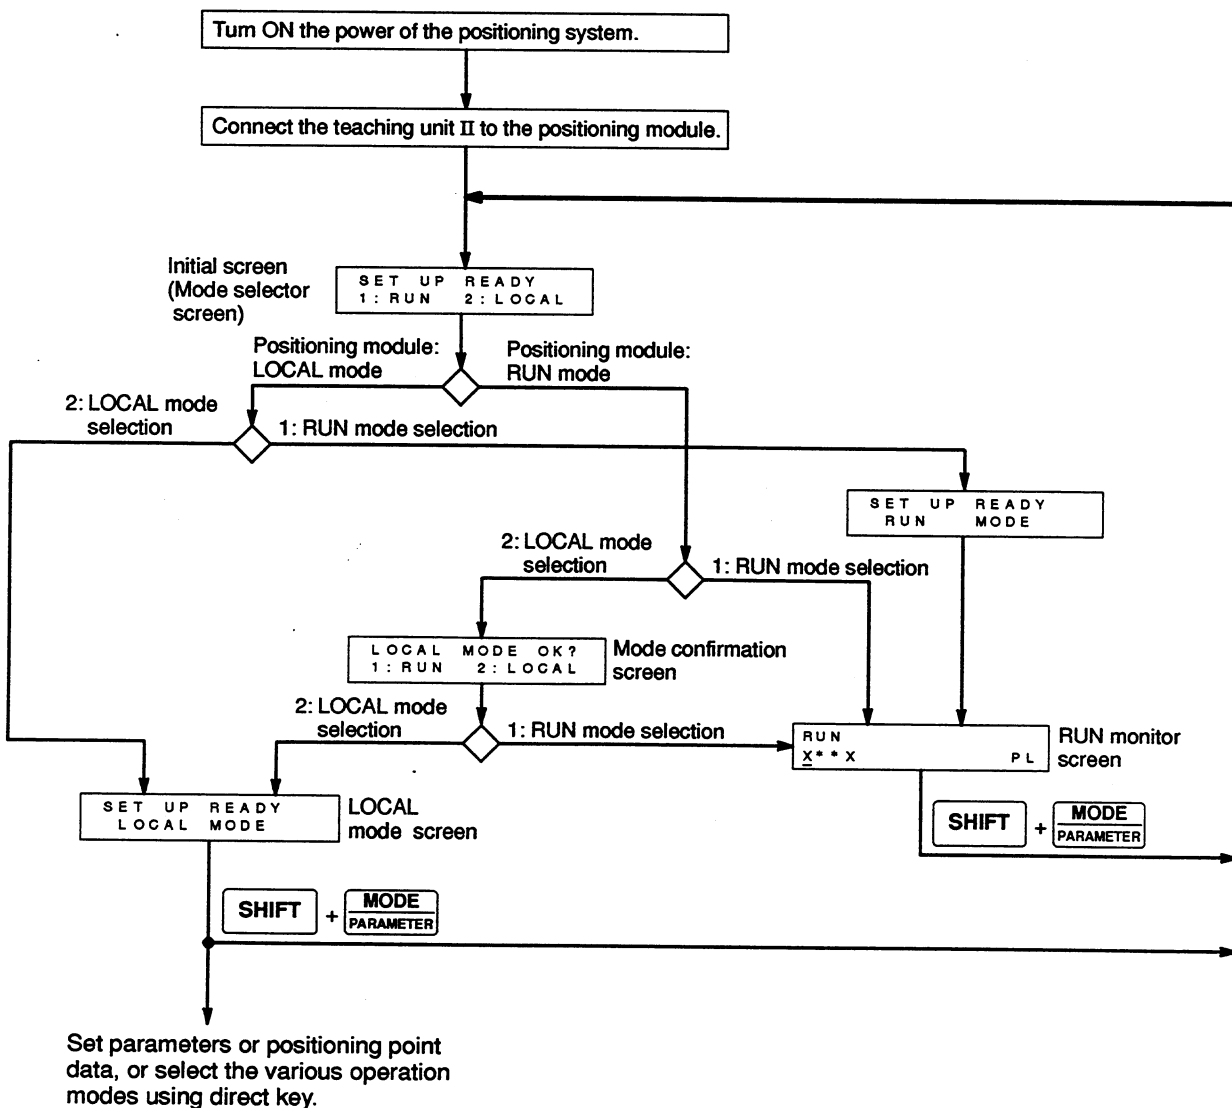 Turn ON the power of the positioning system.
Connect the teaching unit II to the positioning module.
Initial screen
(Mode selector
screen)
SET UP READY
1:RUN 2:LOCAL
Positioning module:
LOCAL mode
Positioning module:
RUN mode
2: LOCAL mode
selection
1: RUN mode selection
SET UP READY
RUN MODE
2: LOCAL mode
selection
1: RUN mode selection
LOCAL MODE OK?
1:RUN 2:LOCAL
Mode confirmation
screen
2: LOCAL mode
selection
1: RUN mode selection
RUN
X**X PL
RUN monitor
screen
SET UP READY
LOCAL MODE
LOCAL
mode screen
SHIFT + MODE
PARAMETER
SHIFT + MODE
PARAMETER
Set parameters or positioning point
data, or select the various operation
modes using direct key.